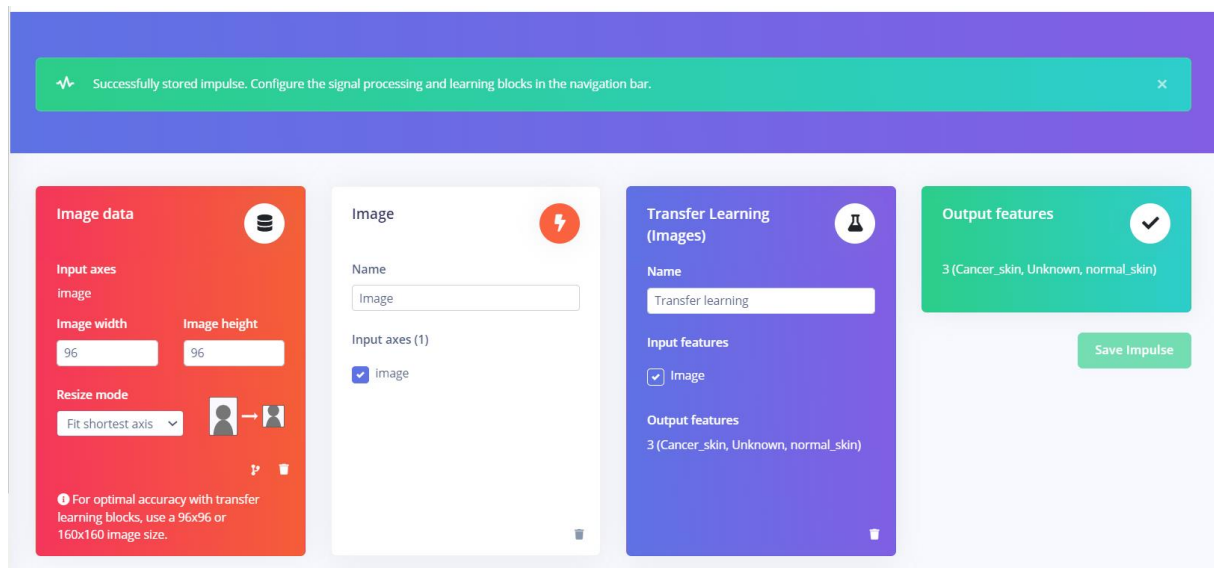 Successfully stored impulse. Configure the signal processing and learning blocks in the navigation bar.
×
Image data
Input axes
image
Image width
Image height
96
96
Resize mode
Fit shortest axis
For optimal accuracy with transfer
learning blocks, use a 96x96 or
160x160 image size.
Image
Name
Image
Input axes (1)
image
Transfer Learning
(Images)
Name
Transfer learning
Input features
Image
Output features
3 (Cancer_skin, Unknown, normal_skin)
Output features
3 (Cancer_skin, Unknown, normal_skin)
Save Impulse